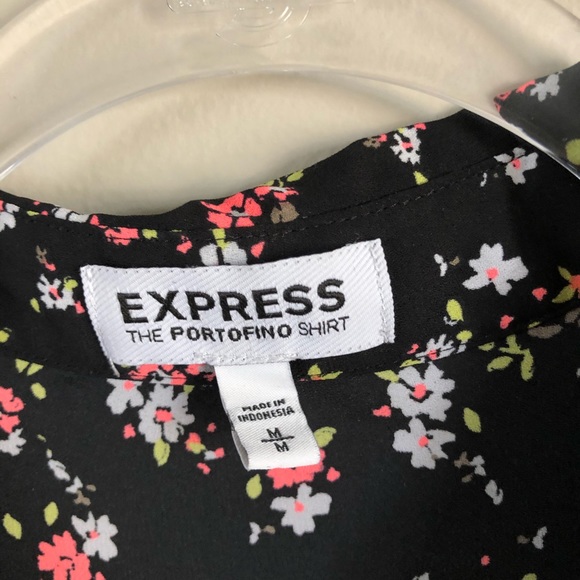 EXPRESS
THE PORTOFINO SHIRT
MADE IN
INDONESIA
M
M